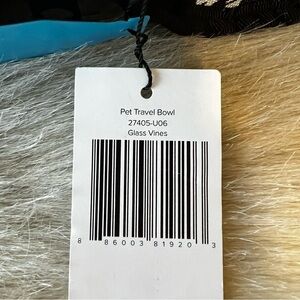 Pet Travel Bowl
27405-U06
Glass Vines
8 86003 81920 3